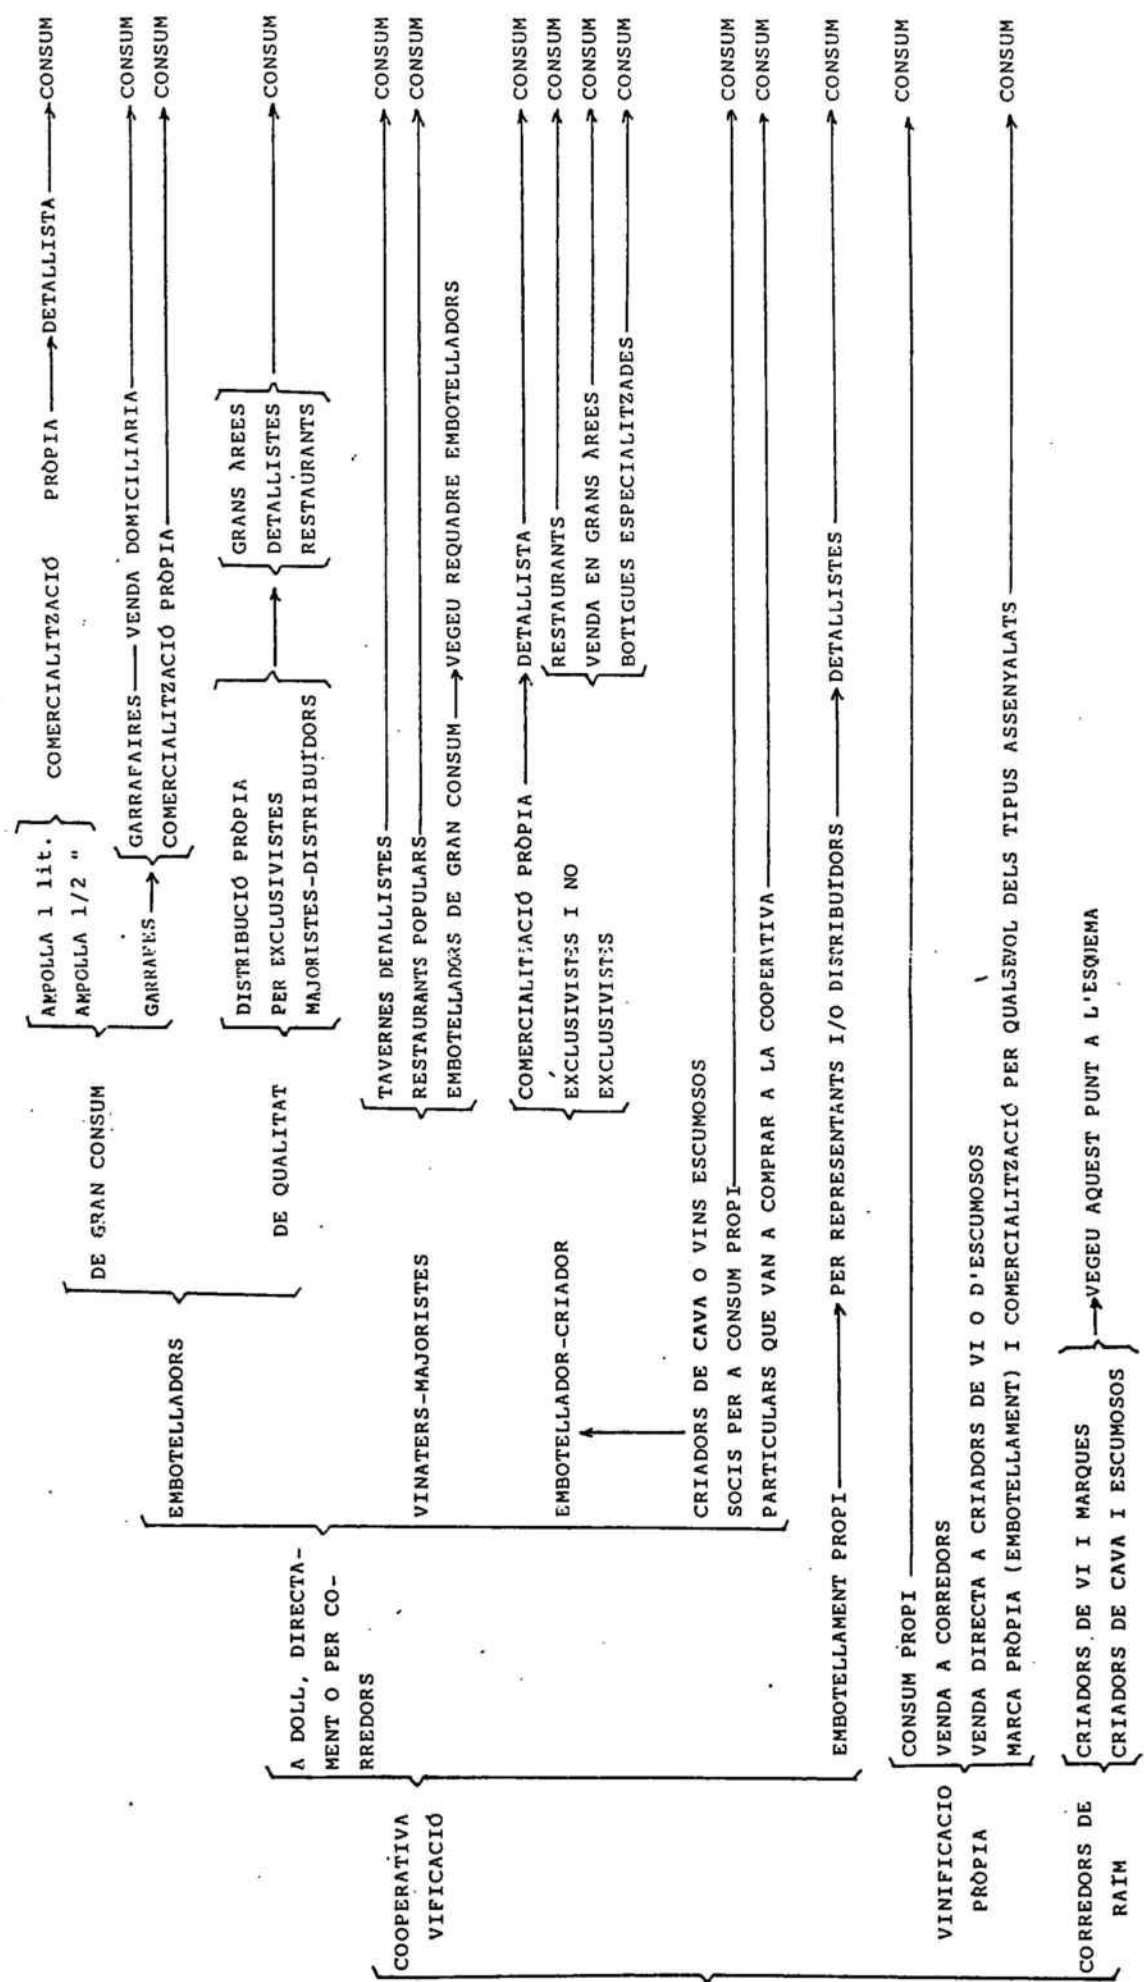 AMPOLLA 1 lit. COMERCIALITZACIÓ PRÒPIA DETALLISTA CONSUM
AMPOLLA 1/2 "
DE GRAN CONSUM
GARRAFAIRES VENDA DOMICILIARIA CONSUM
GARRAFES
COMERCIALITZACIÓ PRÒPIA CONSUM
EMBOTELLADORS
DISTRIBUCIÓ PRÒPIA GRANS ÀREES
DE QUALITAT PER EXCLUSIVISTES DETALLISTES CONSUM
MAJORISTES-DISTRIBUÏDORS RESTAURANTS
A DOLL, DIRECTA-
MENT O PER CO-
RREDORS
TAVERNES DETALLISTES CONSUM
VINATERS-MAJORISTES RESTAURANTS POPULARS CONSUM
EMBOTELLADORS DE GRAN CONSUM VEGEU REQUADRE EMBOTELLADORS
COOPERATIVA
VIFICACIÓ
COMERCIALITZACIÓ PRÒPIA DETALLISTA CONSUM
EMBOTELLADOR-CRIADOR EXCLUSIVISTES I NO RESTAURANTS CONSUM
EXCLUSIVISTES VENDA EN GRANS ÀREES CONSUM
BOTIGUES ESPECIALITZADES CONSUM
CRIADORS DE CAVA O VINS ESCUMOSOS
SOCIS PER A CONSUM PROPI CONSUM
PARTICULARS QUE VAN A COMPRAR A LA COOPERATIVA CONSUM
EMBOTELLAMENT PROPI PER REPRESENTANTS I/O DISTRIBUÏDORS DETALLISTES CONSUM
CONSUM PROPI CONSUM
VINIFICACIO VENDA A CORREDORS
PRÒPIA VENDA DIRECTA A CRIADORS DE VI O D'ESCUMOSOS
MARCA PRÒPIA (EMBOTELLAMENT) I COMERCIALITZACIÓ PER QUALSEVOL DELS TIPUS ASSENYALATS CONSUM
CORREDORS DE CRIADORS DE VI I MARQUES VEGEU AQUEST PUNT A L'ESQUEMA
RAÏM CRIADORS DE CAVA I ESCUMOSOS